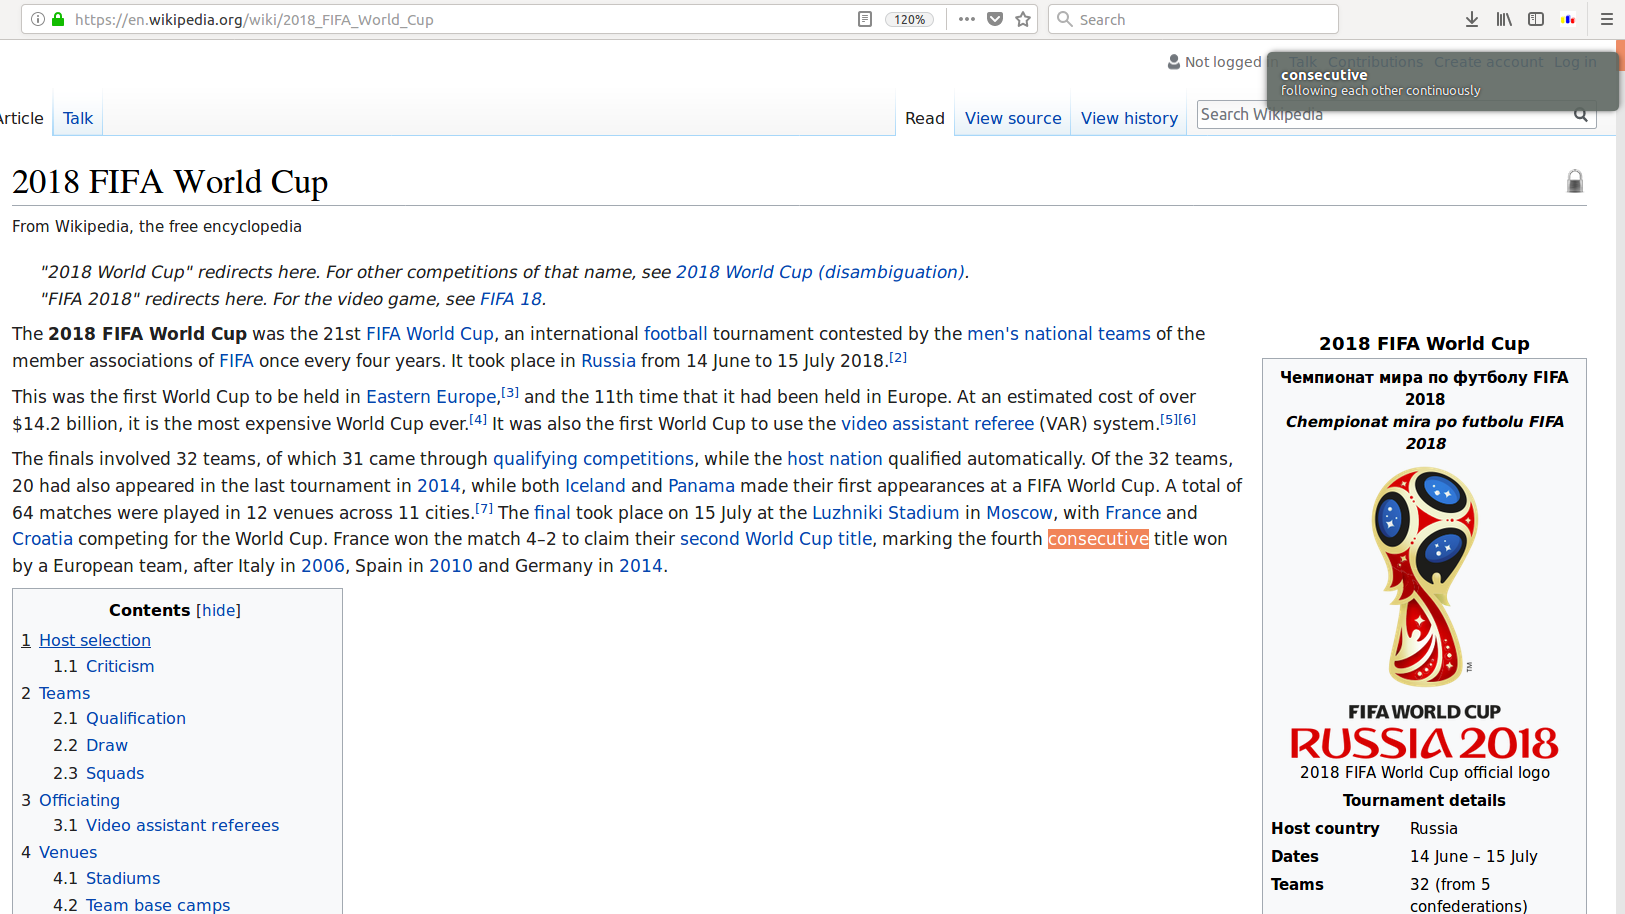 https://en.wikipedia.org/wiki/2018_FIFA_World_Cup
120%
Search
Not logged in Talk Contributions Create account Log in
consecutive
following each other continuously
Article
Talk
Read
View source
View history
Search Wikipedia
2018 FIFA World Cup
From Wikipedia, the free encyclopedia
"2018 World Cup" redirects here. For other competitions of that name, see 2018 World Cup (disambiguation).
"FIFA 2018" redirects here. For the video game, see FIFA 18.
The 2018 FIFA World Cup was the 21st FIFA World Cup, an international football tournament contested by the men's national teams of the
member associations of FIFA once every four years. It took place in Russia from 14 June to 15 July 2018.[2]
This was the first World Cup to be held in Eastern Europe,[3] and the 11th time that it had been held in Europe. At an estimated cost of over
$14.2 billion, it is the most expensive World Cup ever.[4] It was also the first World Cup to use the video assistant referee (VAR) system.[5][6]
The finals involved 32 teams, of which 31 came through qualifying competitions, while the host nation qualified automatically. Of the 32 teams,
20 had also appeared in the last tournament in 2014, while both Iceland and Panama made their first appearances at a FIFA World Cup. A total of
64 matches were played in 12 venues across 11 cities.[7] The final took place on 15 July at the Luzhniki Stadium in Moscow, with France and
Croatia competing for the World Cup. France won the match 4–2 to claim their second World Cup title, marking the fourth consecutive title won
by a European team, after Italy in 2006, Spain in 2010 and Germany in 2014.
Contents [hide]
1 Host selection
1.1 Criticism
2 Teams
2.1 Qualification
2.2 Draw
2.3 Squads
3 Officiating
3.1 Video assistant referees
4 Venues
4.1 Stadiums
4.2 Team base camps
2018 FIFA World Cup
Чемпионат мира по футболу FIFA
2018
Chempionat mira po futbolu FIFA
2018
TM
FIFA WORLD CUP
RUSSIA 2018
2018 FIFA World Cup official logo
Tournament details
Host country Russia
Dates 14 June – 15 July
Teams 32 (from 5
confederations)